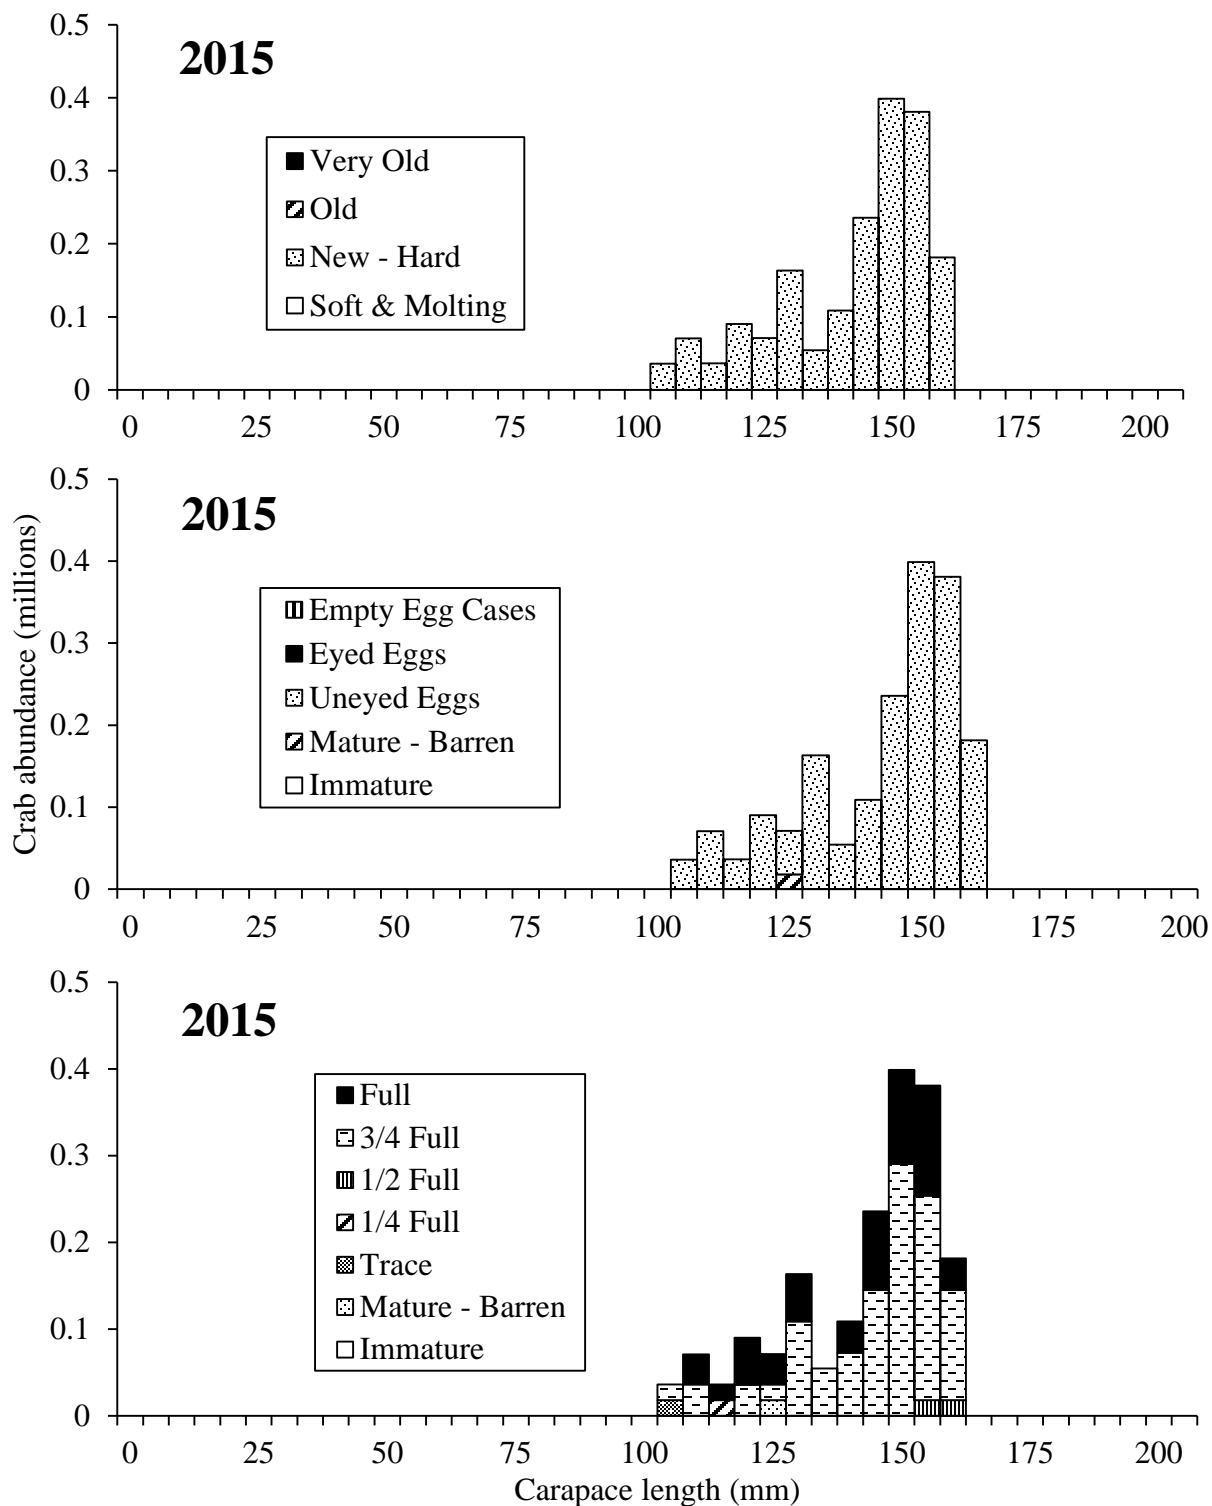 0.5
2015
0.4
0.3
0.2
0.1
0
Very Old
Old
New - Hard
Soft & Molting
0 25 50 75 100 125 150 175 200
Crab abundance (millions)
0.5
2015
0.4
0.3
0.2
0.1
0
Empty Egg Cases
Eyed Eggs
Uneyed Eggs
Mature - Barren
Immature
0 25 50 75 100 125 150 175 200
0.5
2015
0.4
0.3
0.2
0.1
0
Full
3/4 Full
1/2 Full
1/4 Full
Trace
Mature - Barren
Immature
0 25 50 75 100 125 150 175 200
Carapace length (mm)